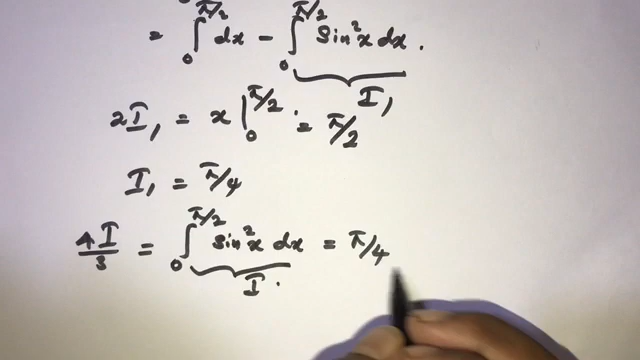 = ∫₀^{π/2} dx − ∫₀^{π/2} sin²x dx .
I₁
2I₁ = x |₀^{π/2} = π/2
I₁ = π/4
4I/3 = ∫₀^{π/2} sin²x dx = π/4
I .